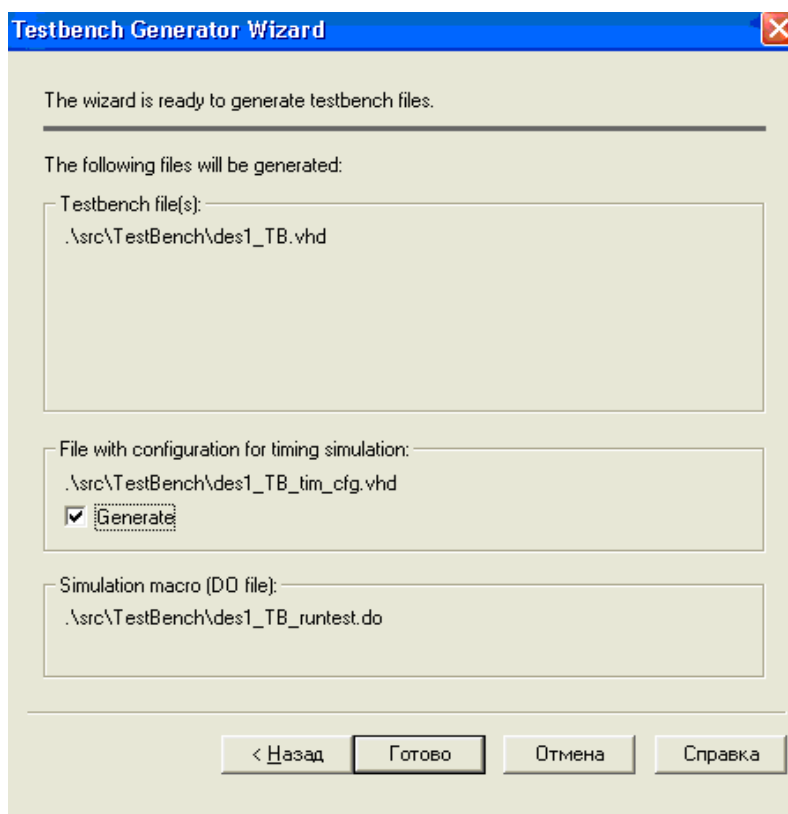 Testbench Generator Wizard
The wizard is ready to generate testbench files.
The following files will be generated:
Testbench file(s):
.\src\TestBench\des1_TB.vhd
File with configuration for timing simulation:
.\src\TestBench\des1_TB_tim_cfg.vhd
Generate
Simulation macro (DO file):
.\src\TestBench\des1_TB_runtest.do
< Назад Готово Отмена Справка